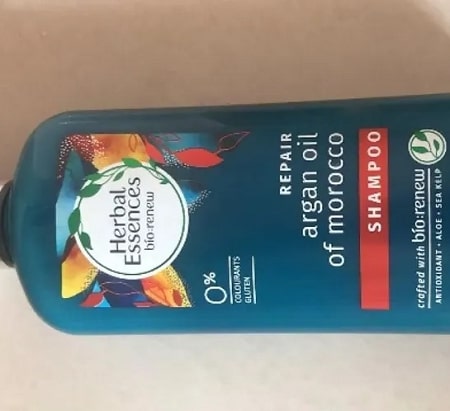 Herbal
Essences
bio:renew
0%
COLOURANTS
GLUTEN
REPAIR
argan oil
of morocco
SHAMPOO
crafted with bio:renew
ANTIOXIDANT • ALOE • SEA KELP